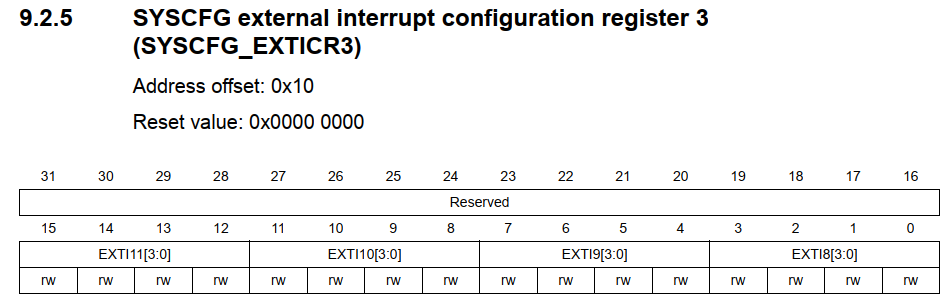 9.2.5 SYSCFG external interrupt configuration register 3
(SYSCFG_EXTICR3)
Address offset: 0x10
Reset value: 0x0000 0000
31 30 29 28 27 26 25 24 23 22 21 20 19 18 17 16
Reserved
15 14 13 12 11 10 9 8 7 6 5 4 3 2 1 0
EXTI11[3:0] EXTI10[3:0] EXTI9[3:0] EXTI8[3:0]
rw rw rw rw rw rw rw rw rw rw rw rw rw rw rw rw